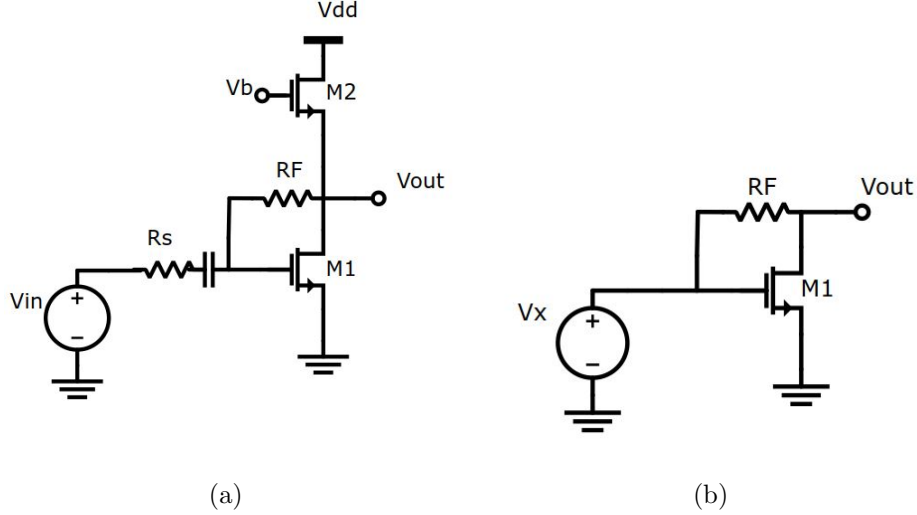 Vdd
Vb
M2
RF
Vout
Rs
M1
Vin
+
−
(a)
RF
Vout
M1
Vx
+
−
(b)